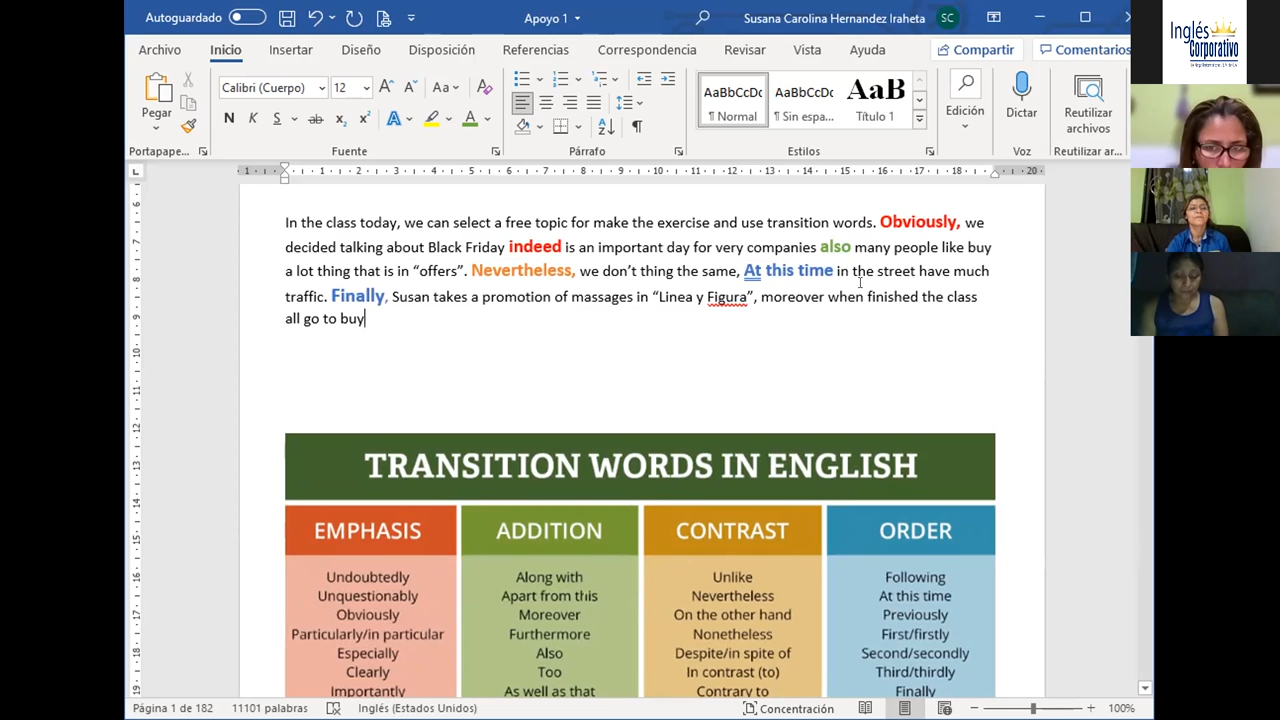 Autoguardado
Apoyo 1
Susana Carolina Hernandez Iraheta
SC
Archivo Inicio Insertar Diseño Disposición Referencias Correspondencia Revisar Vista Ayuda Compartir Comentarios
Inglés
Corporativo
Pegar
Calibri (Cuerpo) 12
N K S
AaBbCcDc AaBbCcDc AaB
¶ Normal ¶ Sin espa... Título 1
Edición
Dictar
Reutilizar
archivos
Portapape... Fuente Párrafo Estilos Voz Reutilizar ar...
In the class today, we can select a free topic for make the exercise and use transition words. Obviously, we
decided talking about Black Friday indeed is an important day for very companies also many people like buy
a lot thing that is in “offers”. Nevertheless, we don’t thing the same, At this time in the street have much
traffic. Finally, Susan takes a promotion of massages in “Linea y Figura”, moreover when finished the class
all go to buy
TRANSITION WORDS IN ENGLISH
EMPHASIS ADDITION CONTRAST ORDER
Undoubtedly Along with Unlike Following
Unquestionably Apart from this Nevertheless At this time
Obviously Moreover On the other hand Previously
Particularly/in particular Furthermore Nonetheless First/firstly
Especially Also Despite/in spite of Second/secondly
Clearly Too In contrast (to) Third/thirdly
Importantly As well as that Contrary to Finally
Página 1 de 182 11101 palabras Inglés (Estados Unidos) Concentración 100%